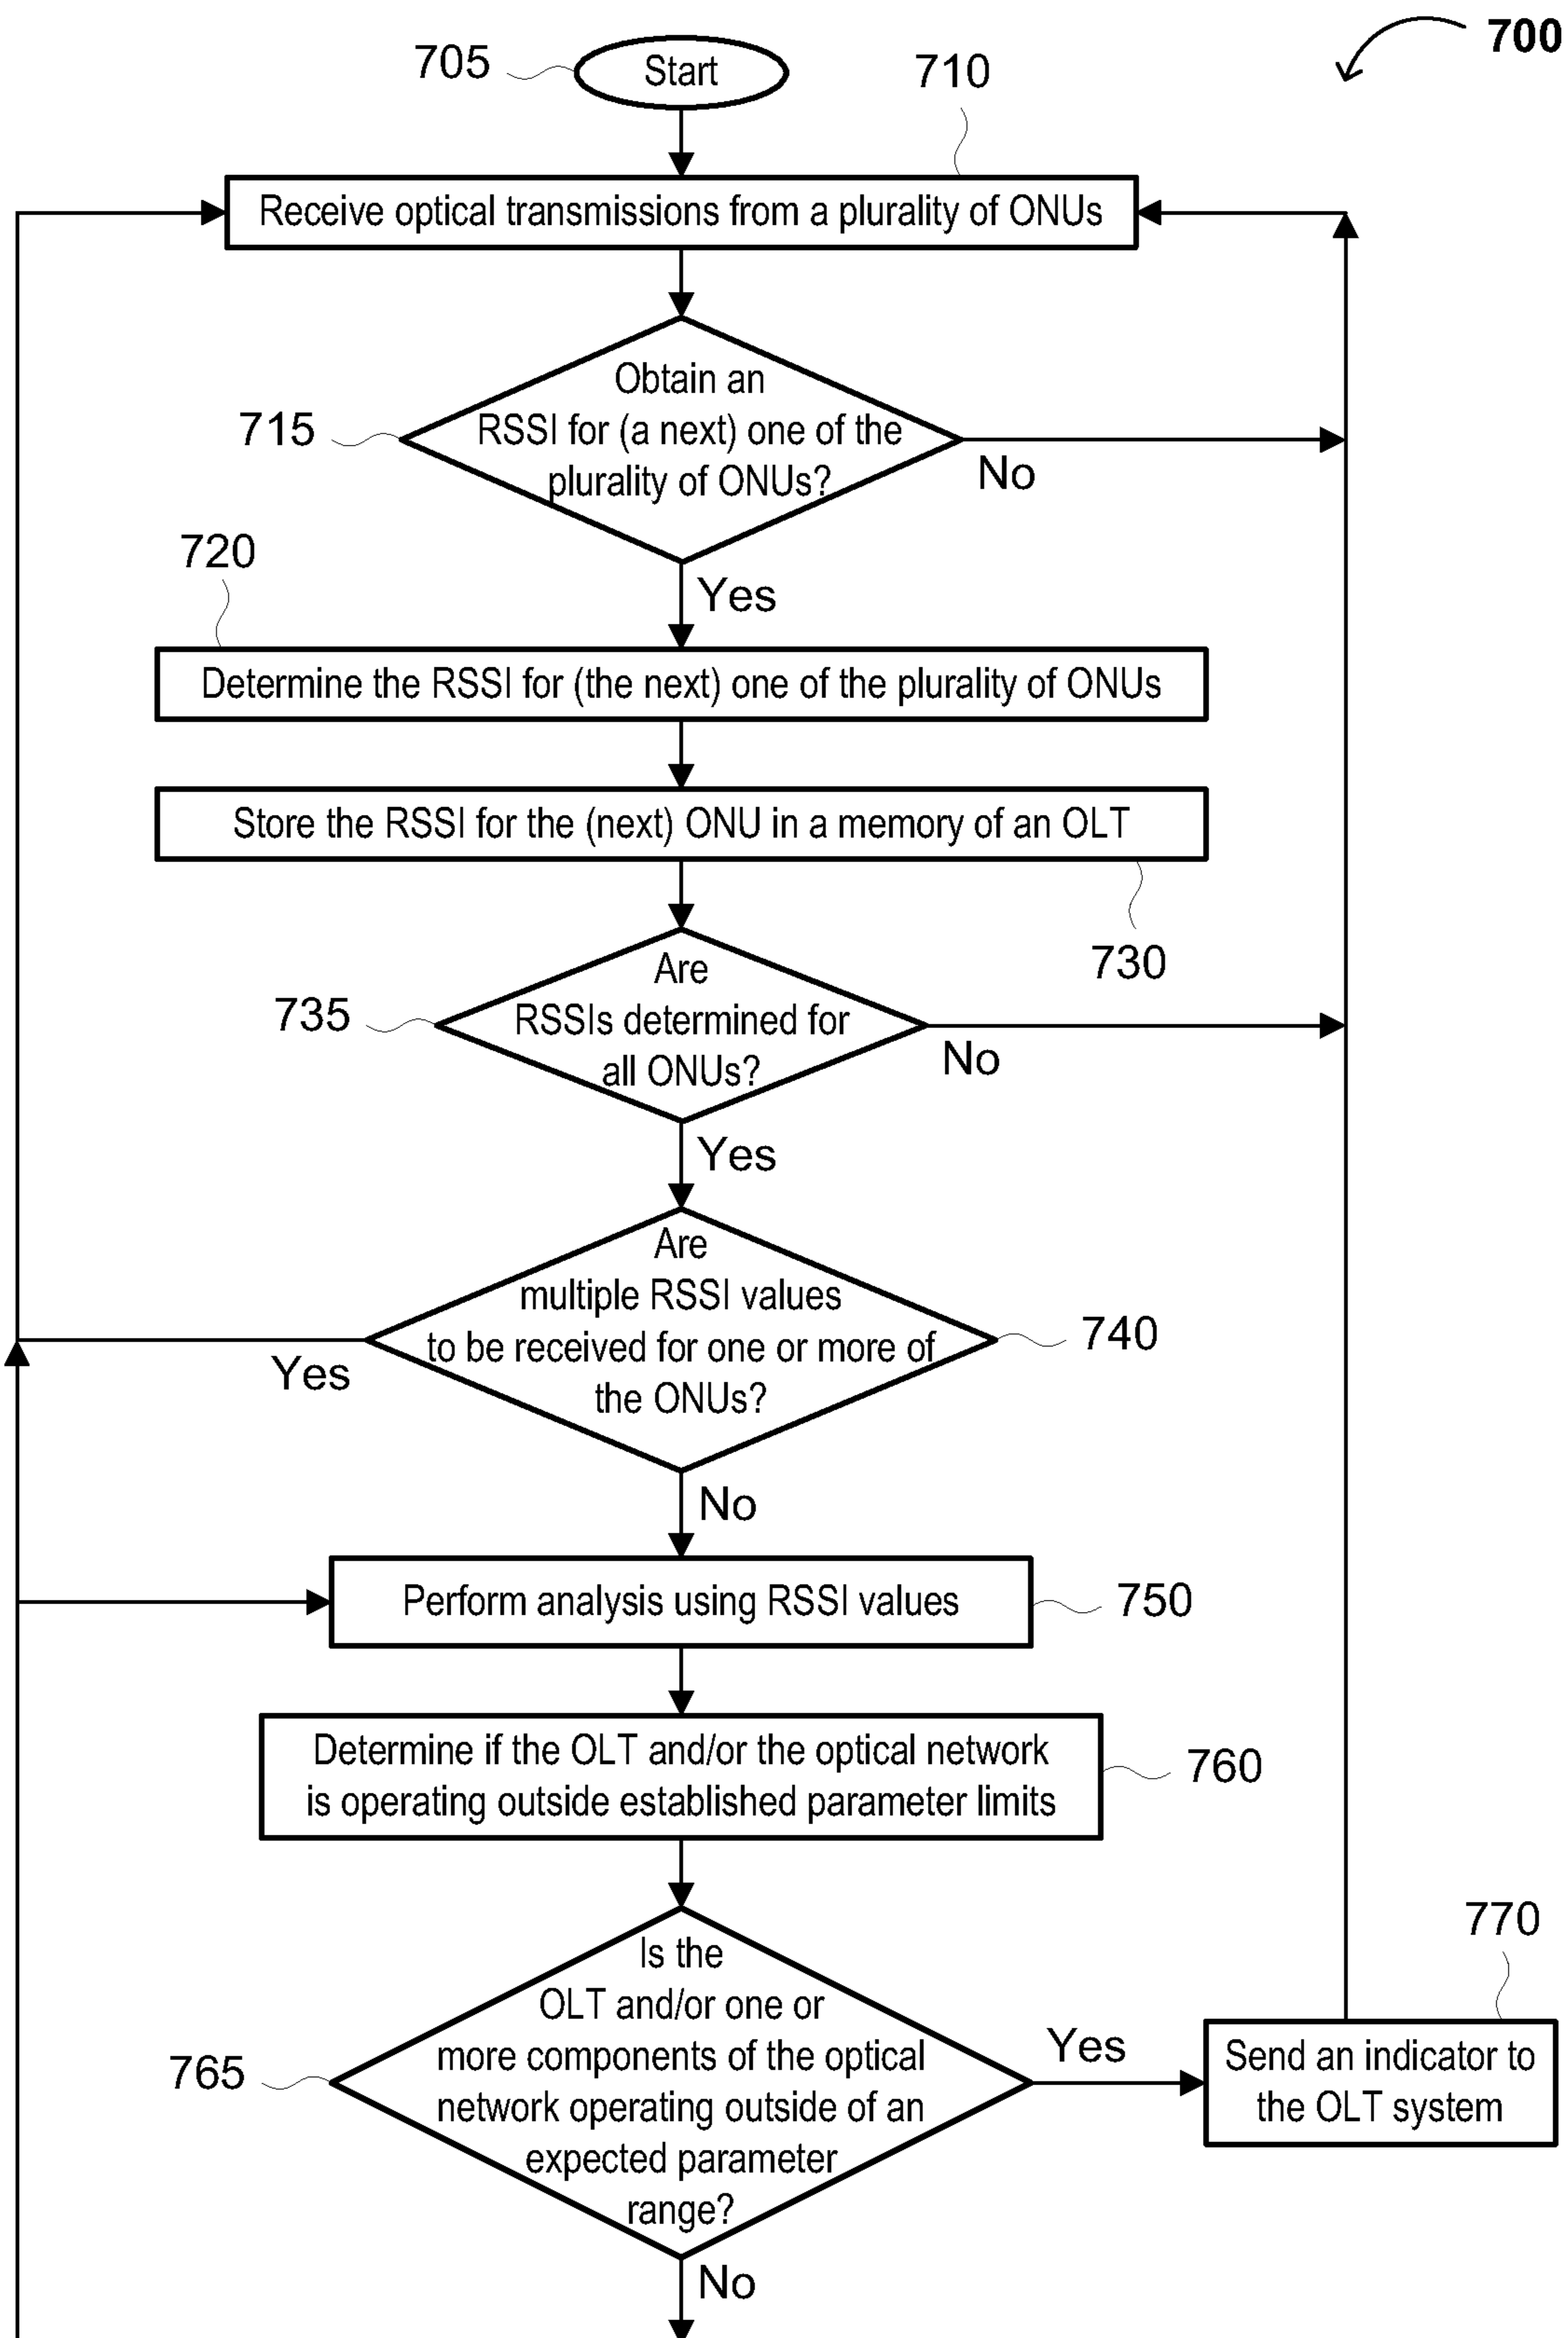 700
705
Start
710
Receive optical transmissions from a plurality of ONUs
Obtain an
RSSI for (a next) one of the
plurality of ONUs?
715
No
720
Yes
Determine the RSSI for (the next) one of the plurality of ONUs
Store the RSSI for the (next) ONU in a memory of an OLT
730
Are
RSSIs determined for
all ONUs?
735
No
Yes
Are
multiple RSSI values
to be received for one or more of
the ONUs?
740
Yes
No
Perform analysis using RSSI values
750
Determine if the OLT and/or the optical network
is operating outside established parameter limits
760
Is the
OLT and/or one or
more components of the optical
network operating outside of an
expected parameter
range?
765
Yes
770
Send an indicator to
the OLT system
No